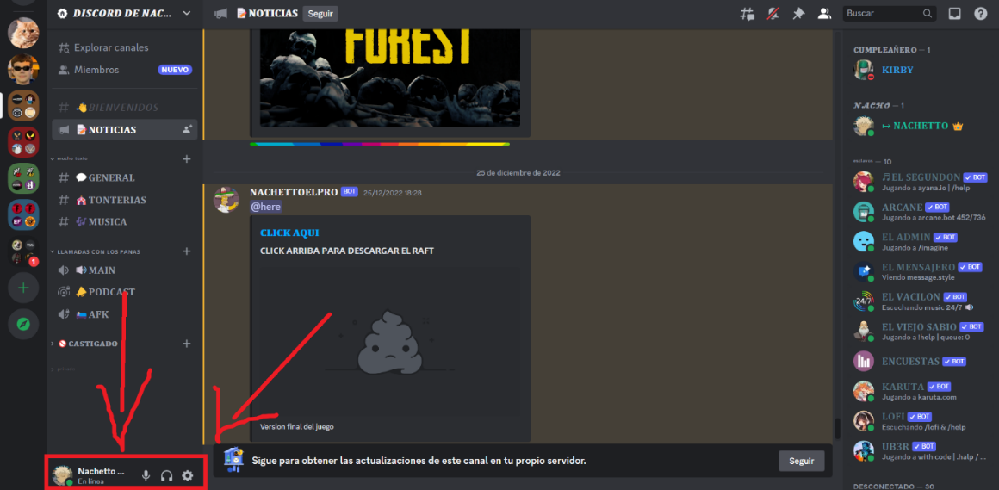 DISCORD DE NAC...
NOTICIAS
Seguir
Buscar
Explorar canales
Miembros
NUEVO
BIENVENIDOS
NOTICIAS
mucho texto
GENERAL
TONTERIAS
MUSICA
LLAMADAS CON LOS PANAS
MAIN
PODCAST
AFK
CASTIGADO
1
Nachetto ...
En línea
FOREST
25 de diciembre de 2022
NACHETTOELPRO BOT 25/12/2022 18:28
@here
CLICK AQUI
CLICK ARRIBA PARA DESCARGAR EL RAFT
Version final del juego
Sigue para obtener las actualizaciones de este canal en tu propio servidor.
Seguir
CUMPLEAÑERO — 1
KIRBY
NACHO — 1
↦ NACHETTO
— 10
EL SEGUNDON BOT
Jugando a ayana.io | /help
ARCANE BOT
Jugando a arcane.bot 452/736
EL ADMIN BOT
Jugando a /imagine
EL MENSAJERO BOT
Viendo message.style
EL VACILON BOT
Escuchando music 24/7
24/7
EL VIEJO SABIO BOT
Jugando a !help | queue: 0
ENCUESTAS BOT
KARUTA BOT
Jugando a karuta.com
LOFI BOT
Escuchando /lofi & /help
UB3R BOT
Jugando a with code | .halp / ...
DESCONECTADO — 30